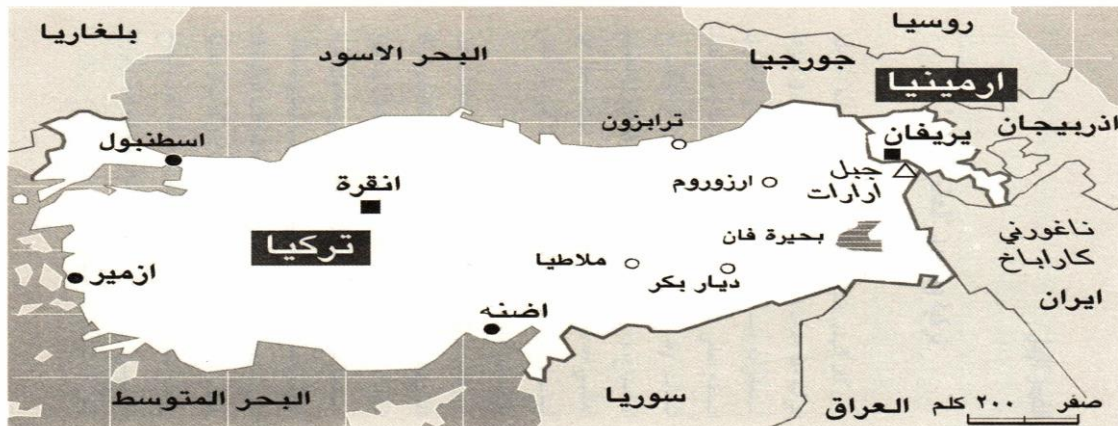 روسيا
بلغاريا
جورجيا
البحر الاسود
ارمينيا
اذربيجان
ترابزون
يريفان
اسطنبول
جبل
ارارات
ارزوروم
انقرة
ناغورني
كاراباخ
بحيرة فان
تركيا
ملاطيا
ديار بكر
ازمير
ايران
اضنه
سوريا
البحر المتوسط
العراق
صفر ٢٠٠ كلم